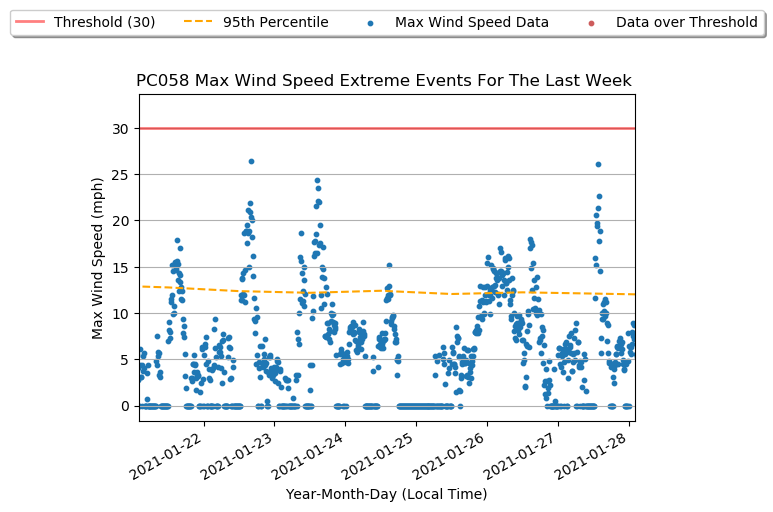 Threshold (30) 95th Percentile Max Wind Speed Data Data over Threshold
PC058 Max Wind Speed Extreme Events For The Last Week
Max Wind Speed (mph)
30
25
20
15
10
5
0
2021-01-22 2021-01-23 2021-01-24 2021-01-25 2021-01-26 2021-01-27 2021-01-28
Year-Month-Day (Local Time)